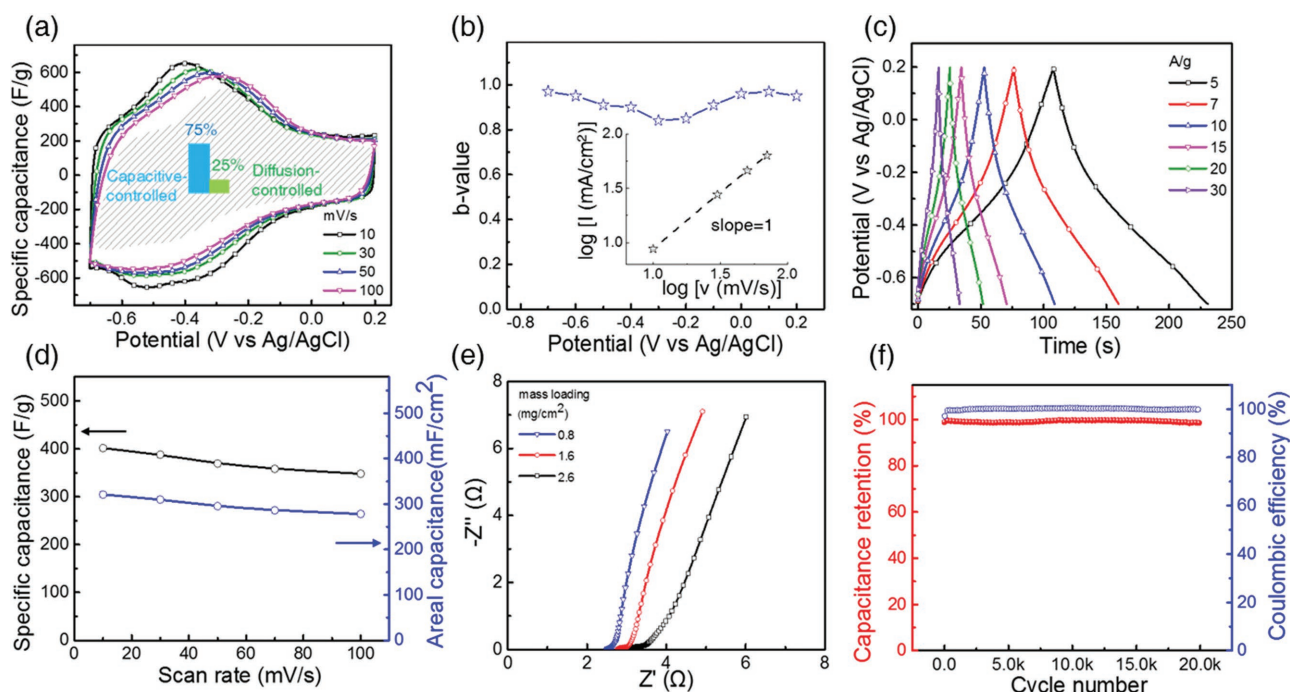 (a)
Specific capacitance (F/g)
600
400
200
0
-200
-400
-600
75%
25%
Capacitive-
controlled
Diffusion-
controlled
mV/s
10
30
50
100
-0.6 -0.4 -0.2 0.0 0.2
Potential (V vs Ag/AgCl)
(b)
b-value
1.0
0.8
0.6
0.4
0.2
0.0
log [I (mA/cm²)]
2.0
1.5
1.0
slope=1
1.0 1.5 2.0
log [v (mV/s)]
-0.8 -0.6 -0.4 -0.2 0.0 0.2
Potential (V vs Ag/AgCl)
(c)
Potential (V vs Ag/AgCl)
0.2
0.0
-0.2
-0.4
-0.6
A/g
5
7
10
15
20
30
0 50 100 150 200 250
Time (s)
(d)
Specific capacitance (F/g)
500
400
300
200
100
0
Areal capacitance(mF/cm²)
500
400
300
200
100
0
0 20 40 60 80 100
Scan rate (mV/s)
(e)
-Z'' (Ω)
8
6
4
2
0
mass loading
(mg/cm²)
0.8
1.6
2.6
0 2 4 6 8
Z' (Ω)
(f)
Capacitance retention (%)
100
80
60
40
20
0
Coulombic efficiency (%)
100
80
60
40
20
0
0.0 5.0k 10.0k 15.0k 20.0k
Cycle number